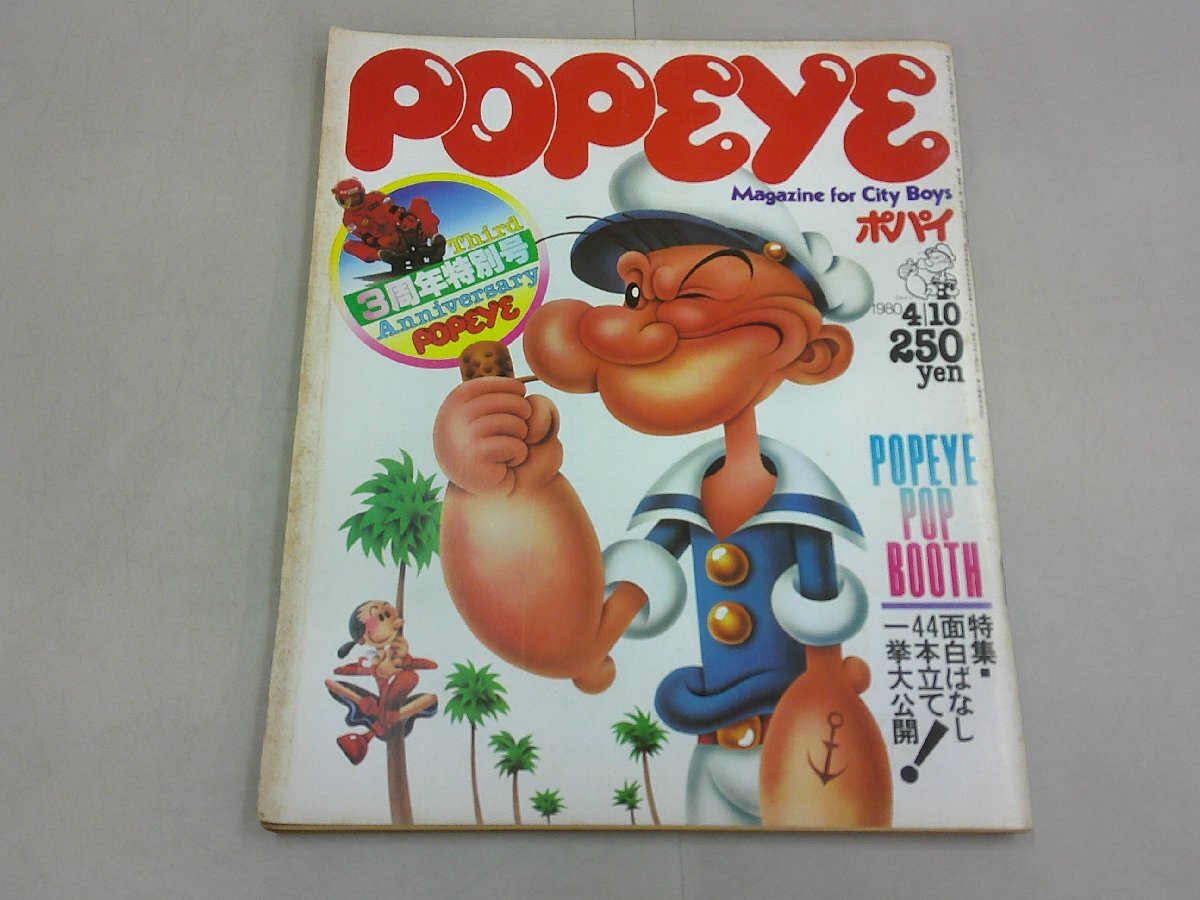 POPEYE
Magazine for City Boys
ポパイ
Third
3周年特別号
Anniversary
POPEYE
1980 4|10
250
yen
POPEYE
POP
BOOTH
特集・
面白ばなし
44本立て
一挙大公開!